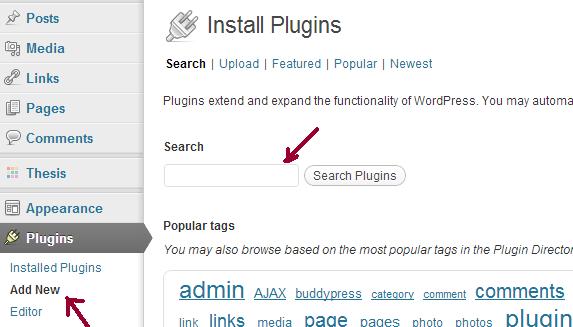 Posts
Media
Links
Pages
Comments
Thesis
Appearance
Plugins
Installed Plugins
Add New
Editor
Install Plugins
Search | Upload | Featured | Popular | Newest
Plugins extend and expand the functionality of WordPress. You may automa
Search
Search Plugins
Popular tags
You may also browse based on the most popular tags in the Plugin Director
admin AJAX buddypress category comment comments
link links media page pages photo photos plugin